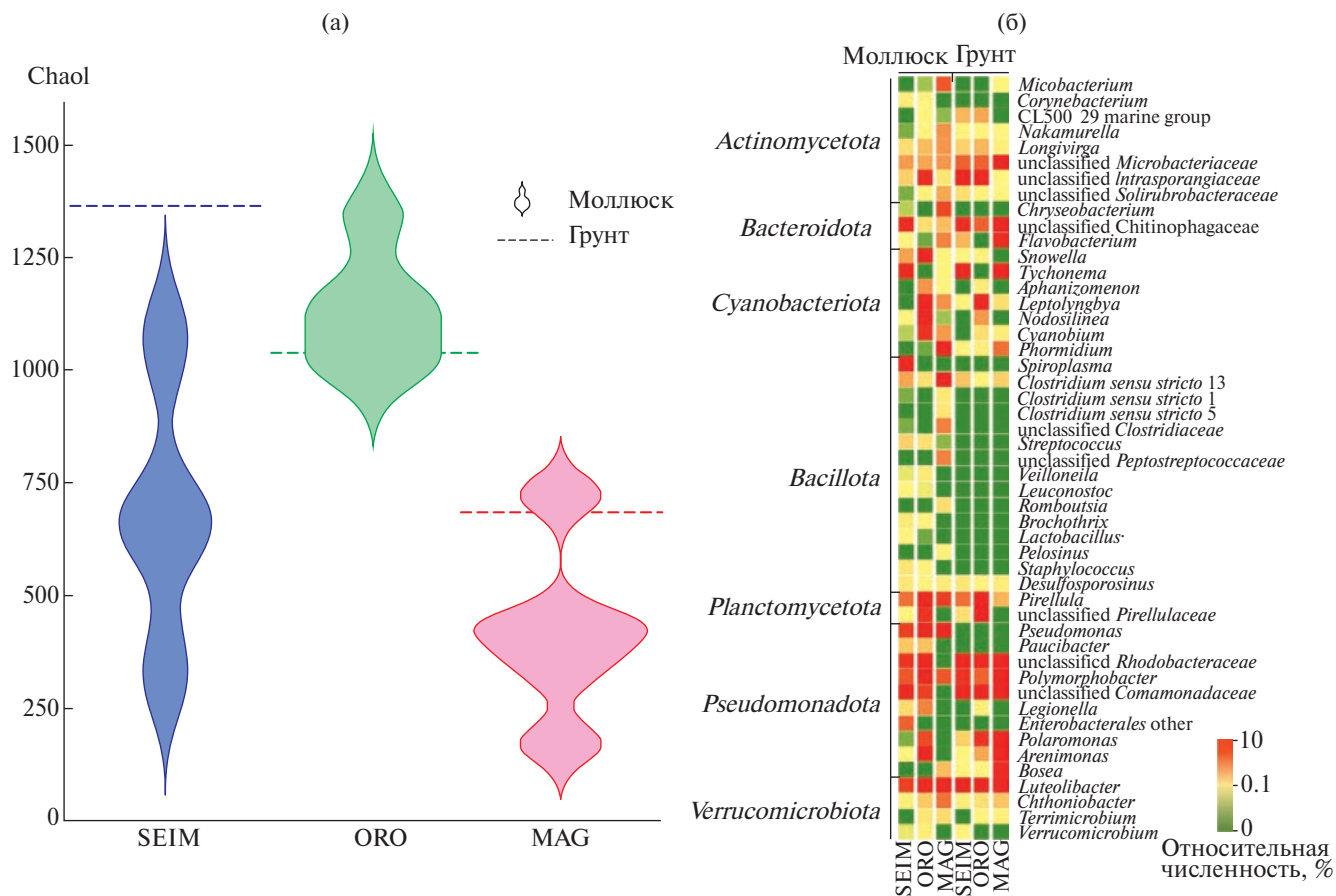 (а)
Chaol
1500
1250
1000
750
500
250
0
SEIM
ORO
MAG
Моллюск
Грунт
(б)
Моллюск Грунт
Actinomycetota
Bacteroidota
Cyanobacteriota
Bacillota
Planctomycetota
Pseudomonadota
Verrucomicrobiota
Micobacterium
Corynebacterium
CL500 29 marine group
Nakamurella
Longivirga
unclassified Microbacteriaceae
unclassified Intrasporangiaceae
unclassified Solirubrobacteraceae
Chryseobacterium
unclassified Chitinophagaceae
Flavobacterium
Snowella
Tychonema
Aphanizomenon
Leptolyngbya
Nodosilinea
Cyanobium
Phormidium
Spiroplasma
Clostridium sensu stricto 13
Clostridium sensu stricto 1
Clostridium sensu stricto 5
unclassified Clostridiaceae
Streptococcus
unclassified Peptostreptococcaceae
Veilloneila
Leuconostoc
Romboutsia
Brochothrix
Lactobacillus·
Pelosinus
Staphylococcus
Desulfosporosinus
Pirellula
unclassified Pirellulaceae
Pseudomonas
Paucibacter
unclassified Rhodobacteraceae
Polymorphobacter
unclassified Comamonadaceae
Legionella
Enterobacterales other
Polaromonas
Arenimonas
Bosea
Luteolibacter
Chthoniobacter
Terrimicrobium
Verrucomicrobium
SEIM
ORO
MAG
SEIM
ORO
MAG
10
0.1
0
Относительная
численность, %